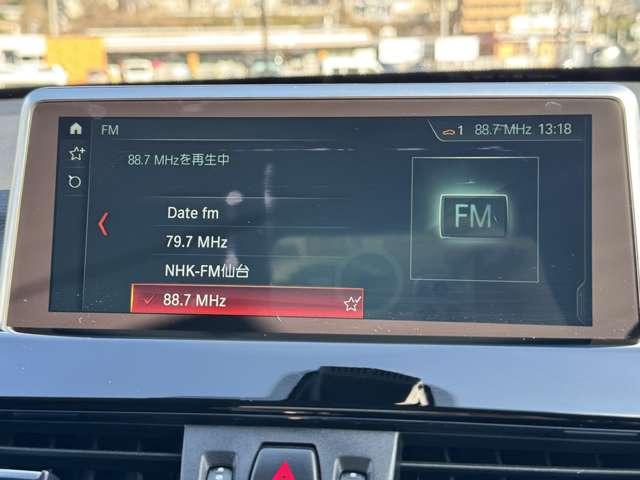 FM
1 88.7 MHz 13:18
88.7 MHzを再生中
Date fm
79.7 MHz
NHK-FM仙台
88.7 MHz
FM